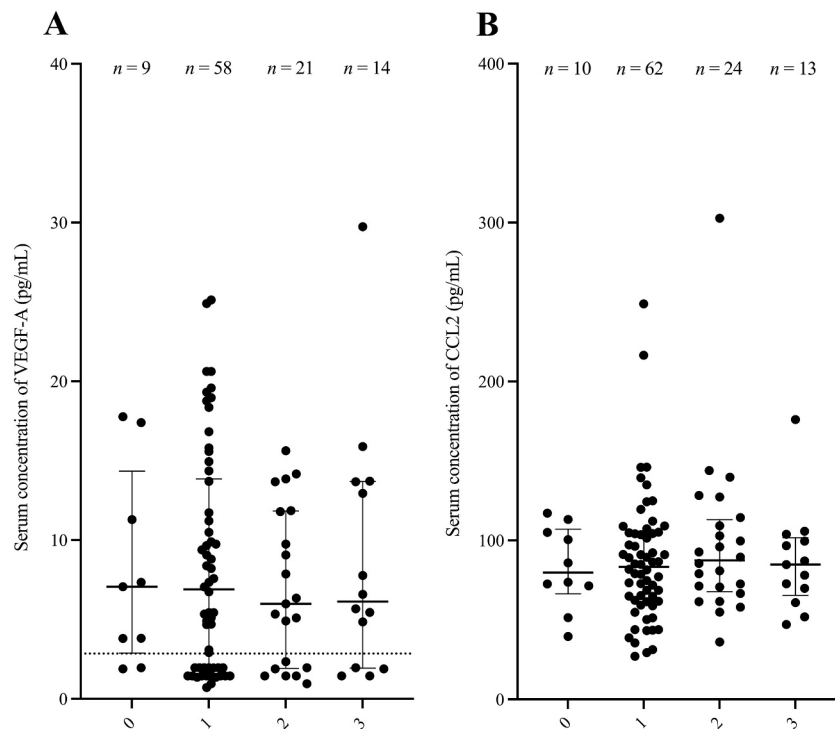 A
n = 9 n = 58 n = 21 n = 14
Serum concentration of VEGF-A (pg/mL)
40
30
20
10
0
0 1 2 3
B
n = 10 n = 62 n = 24 n = 13
Serum concentration of CCL2 (pg/mL)
400
300
200
100
0
0 1 2 3